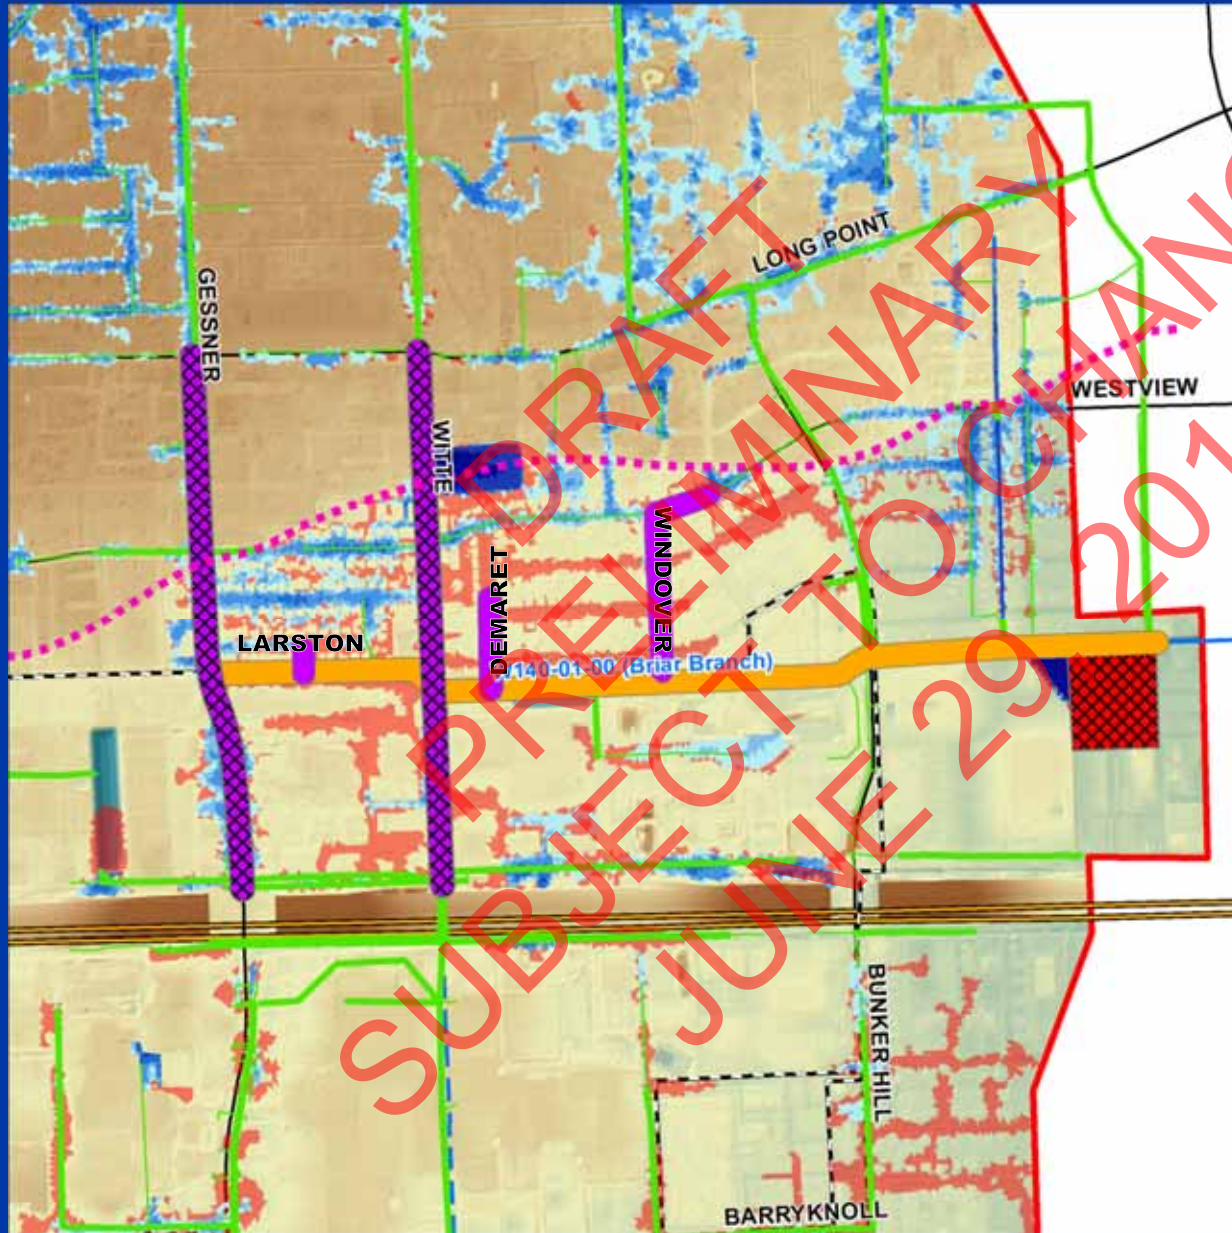 LONG POINT
GESSNER
WESTVIEW
WITTE
WINDOVER
DEMARET
LARSTON
140-01-00 (Briar Branch)
BUNKER HILL
BARRYKNOLL
DRAFT
PRELIMINARY
SUBJECT TO CHANG
JUNE 29, 201